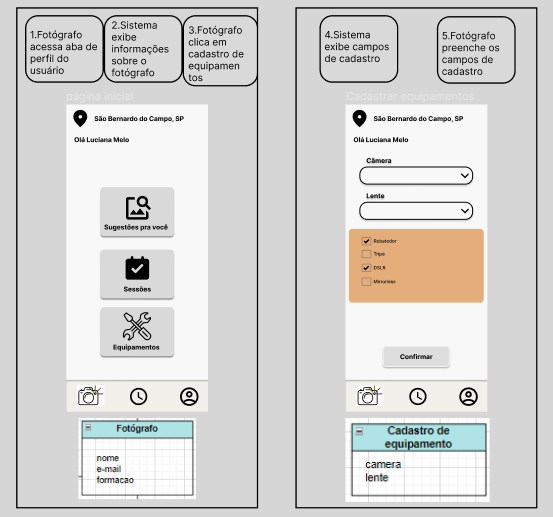 1.Fotógrafo
acessa aba de
perfil do
usuário
2.Sistema
exibe
informações
sobre o
fotógrafo
3.Fotógrafo
clica em
cadastro de
equipamen
tos
página inicial
São Bernardo do Campo, SP
Olá Luciana Melo
Sugestões pra você
Sessões
Equipamentos
Fotógrafo
nome
e-mail
formacao
4.Sistema
exibe campos
de cadastro
5.Fotógrafo
preenche os
campos de
cadastro
Cadastrar equipamentos
São Bernardo do Campo, SP
Olá Luciana Melo
Câmera
Lente
Rebatedor
Tripé
DSLR
Mirrorless
Confirmar
Cadastro de
equipamento
camera
lente